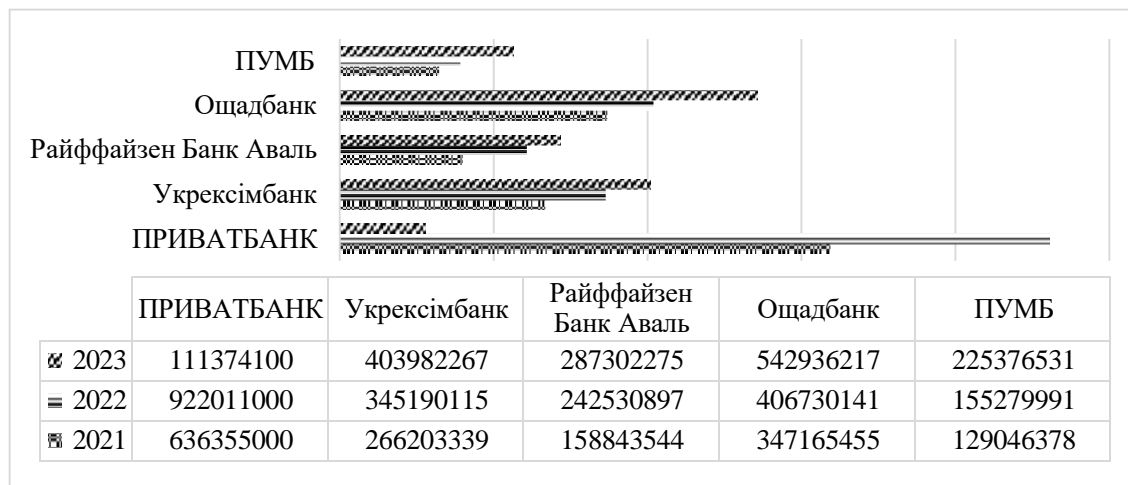 ПУМБ
Ощадбанк
Райффайзен Банк Аваль
Укрексімбанк
ПРИВАТБАНК
ПРИВАТБАНК Укрексімбанк Райффайзен Банк Аваль Ощадбанк ПУМБ
2023 111374100 403982267 287302275 542936217 225376531
2022 922011000 345190115 242530897 406730141 155279991
2021 636355000 266203339 158843544 347165455 129046378